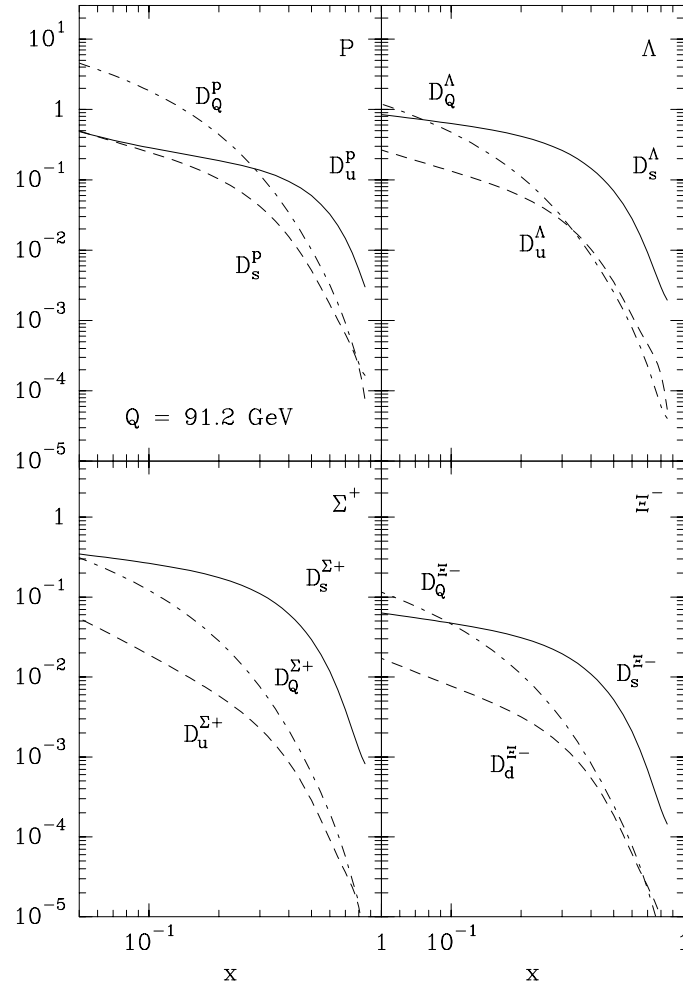 10^1 P Λ
D_Q^P D_Q^Λ
1
10^-1 D_u^P D_s^Λ
10^-2 D_s^P D_u^Λ
10^-3
10^-4
Q = 91.2 GeV
10^-5
Σ^+ Ξ^-
1
D_s^Σ+ D_Q^Ξ-
10^-1
10^-2 D_Q^Σ+ D_s^Ξ-
D_u^Σ+ D_d^Ξ-
10^-3
10^-4
10^-5
10^-1 1 10^-1 1
x x